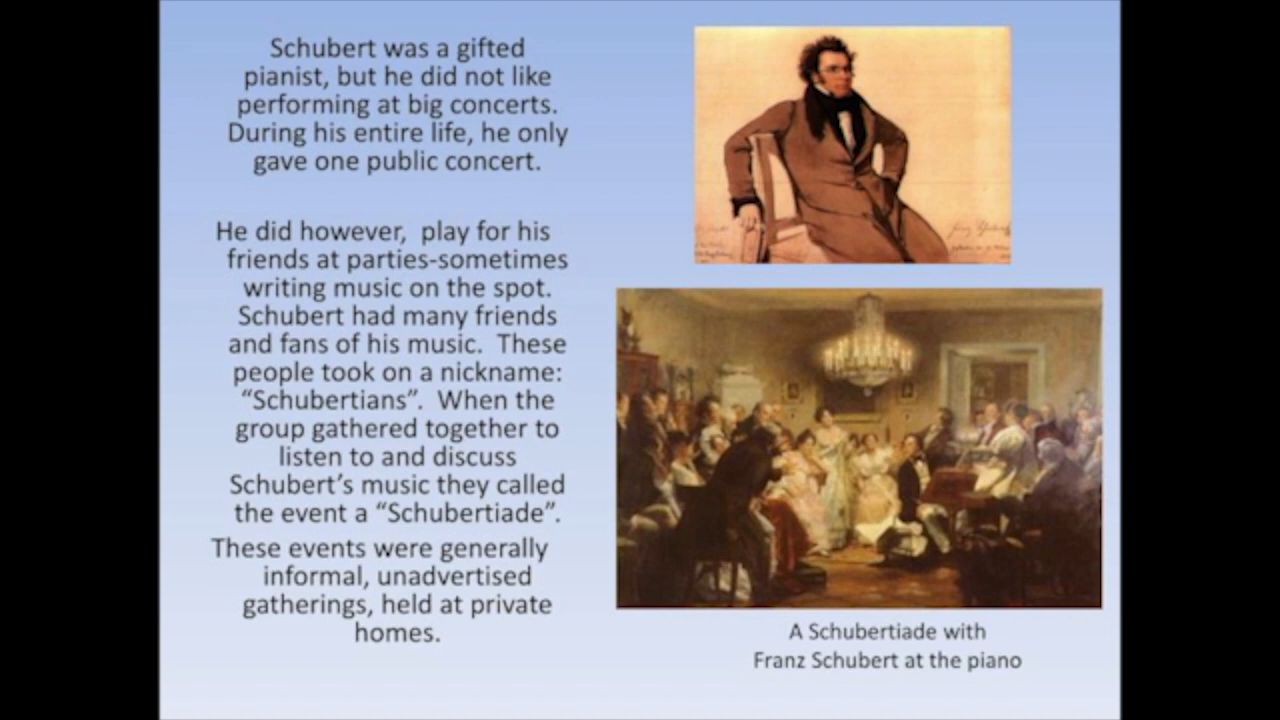 Schubert was a gifted
pianist, but he did not like
performing at big concerts.
During his entire life, he only
gave one public concert.
He did however,  play for his
friends at parties-sometimes
writing music on the spot.
Schubert had many friends
and fans of his music.  These
people took on a nickname:
“Schubertians”.  When the
group gathered together to
listen to and discuss
Schubert’s music they called
the event a “Schubertiade”.
These events were generally
informal, unadvertised
gatherings, held at private
homes.
A Schubertiade with
Franz Schubert at the piano